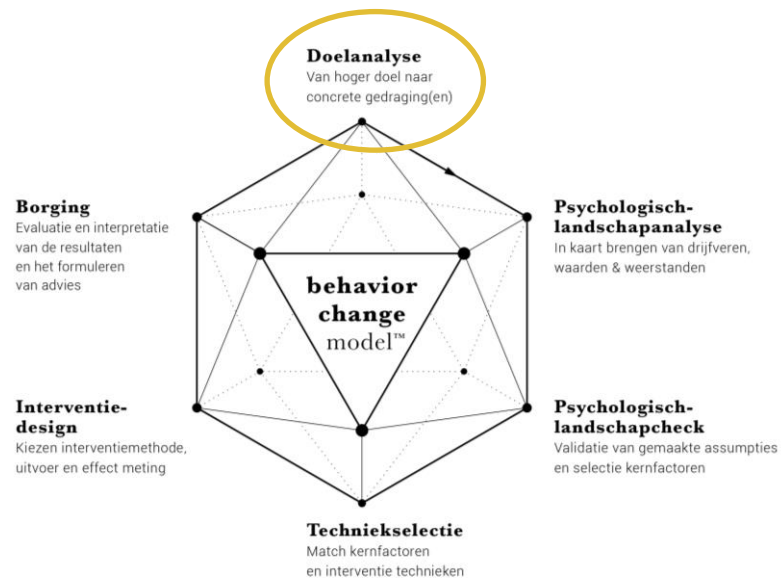 Doelanalyse
Van hoger doel naar
concrete gedraging(en)
Psychologisch-
landschapanalyse
In kaart brengen van drijfveren,
waarden & weerstanden
Psychologisch-
landschapcheck
Validatie van gemaakte assumpties
en selectie kernfactoren
Techniekselectie
Match kernfactoren
en interventie technieken
Interventie-
design
Kiezen interventiemethode,
uitvoer en effect meting
Borging
Evaluatie en interpretatie
van de resultaten
en het formuleren
van advies
behavior
change
model™